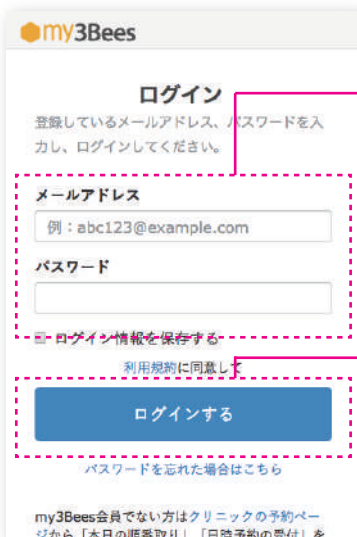 my3Bees
ログイン
登録しているメールアドレス、パスワードを入
力し、ログインしてください。
メールアドレス
例：abc123@example.com
パスワード
ログイン情報を保存する
利用規約に同意して
ログインする
パスワードを忘れた場合はこちら
my3Bees会員でない方はクリニックの予約ペー
ジから「本日の順番取り」「日時予約の受付」を